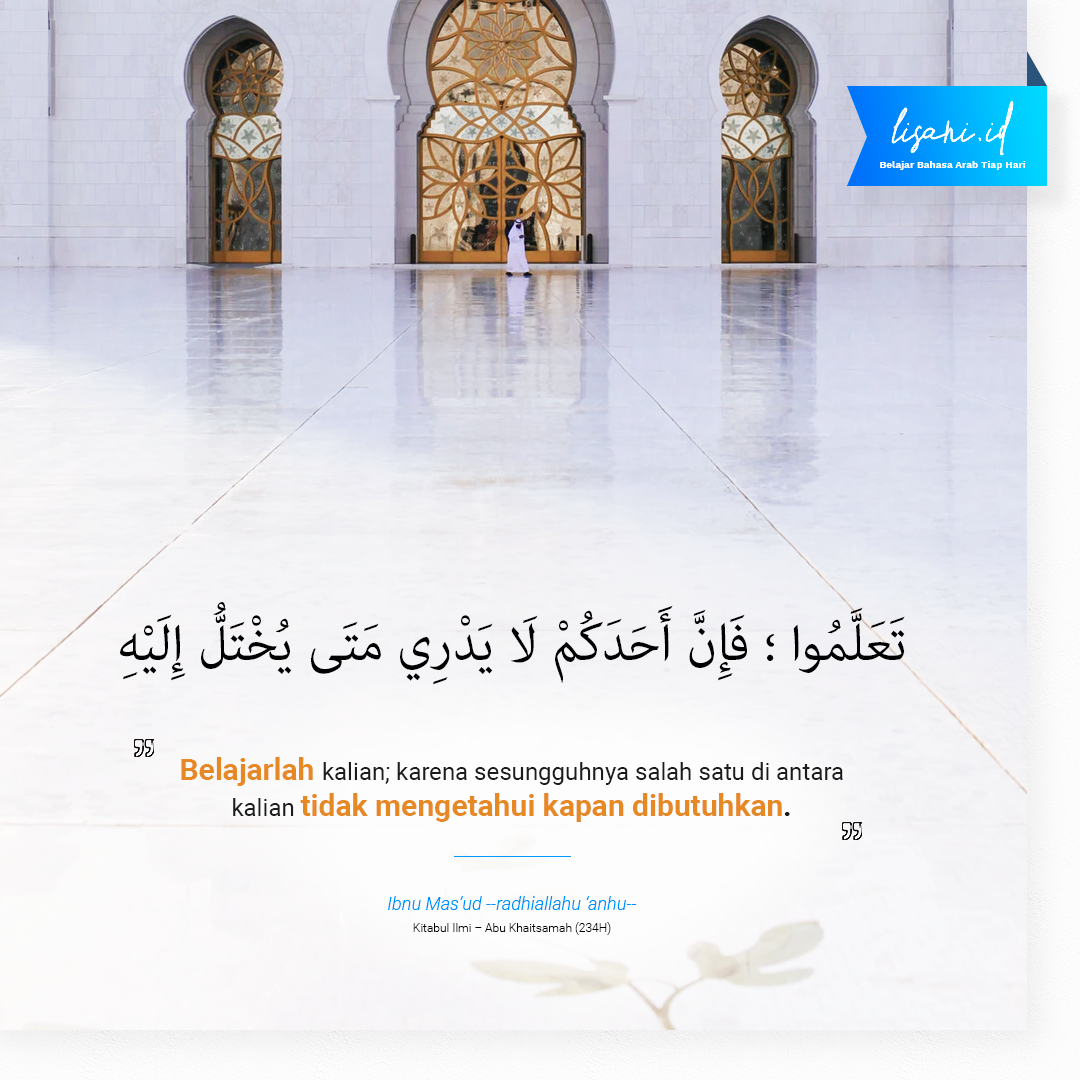 lisani.id
Belajar Bahasa Arab Tiap Hari
تَعَلَّمُوا ؛ فَإِنَّ أَحَدَكُمْ لَا يَدْرِي مَتَى يُخْتَلُّ إِلَيْهِ
Belajarlah kalian; karena sesungguhnya salah satu di antara
kalian tidak mengetahui kapan dibutuhkan.
Ibnu Mas’ud --radhiallahu ‘anhu--
Kitabul Ilmi – Abu Khaitsamah (234H)